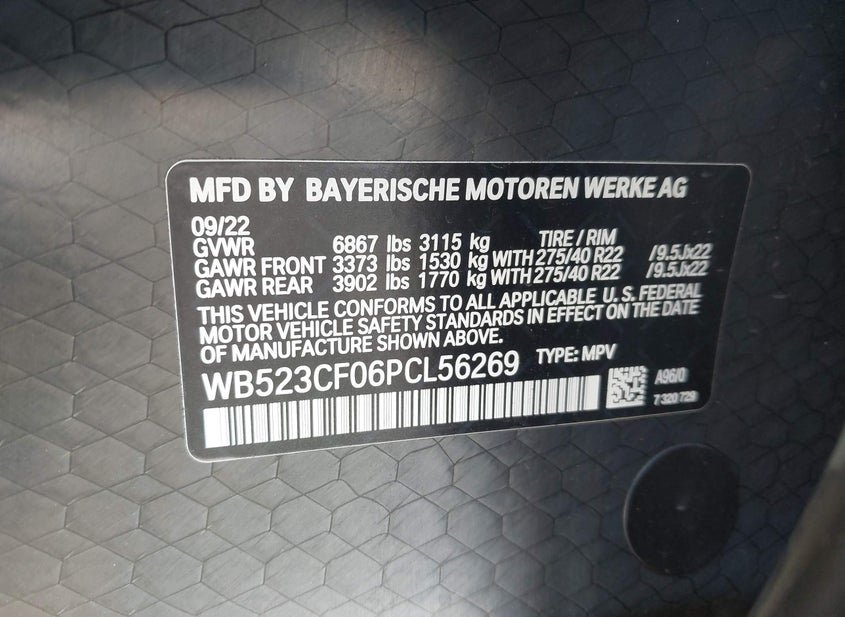 MFD BY BAYERISCHE MOTOREN WERKE AG
09/22
GVWR 6867 lbs 3115 kg TIRE / RIM
GAWR FRONT 3373 lbs 1530 kg WITH 275/40 R22 /9.5Jx22
GAWR REAR 3902 lbs 1770 kg WITH 275/40 R22 /9.5Jx22
THIS VEHICLE CONFORMS TO ALL APPLICABLE U. S. FEDERAL
MOTOR VEHICLE SAFETY STANDARDS IN EFFECT ON THE DATE
OF MANUFACTURE SHOWN ABOVE.
WB523CF06PCL56269 TYPE: MPV
A96/0
7 320 729